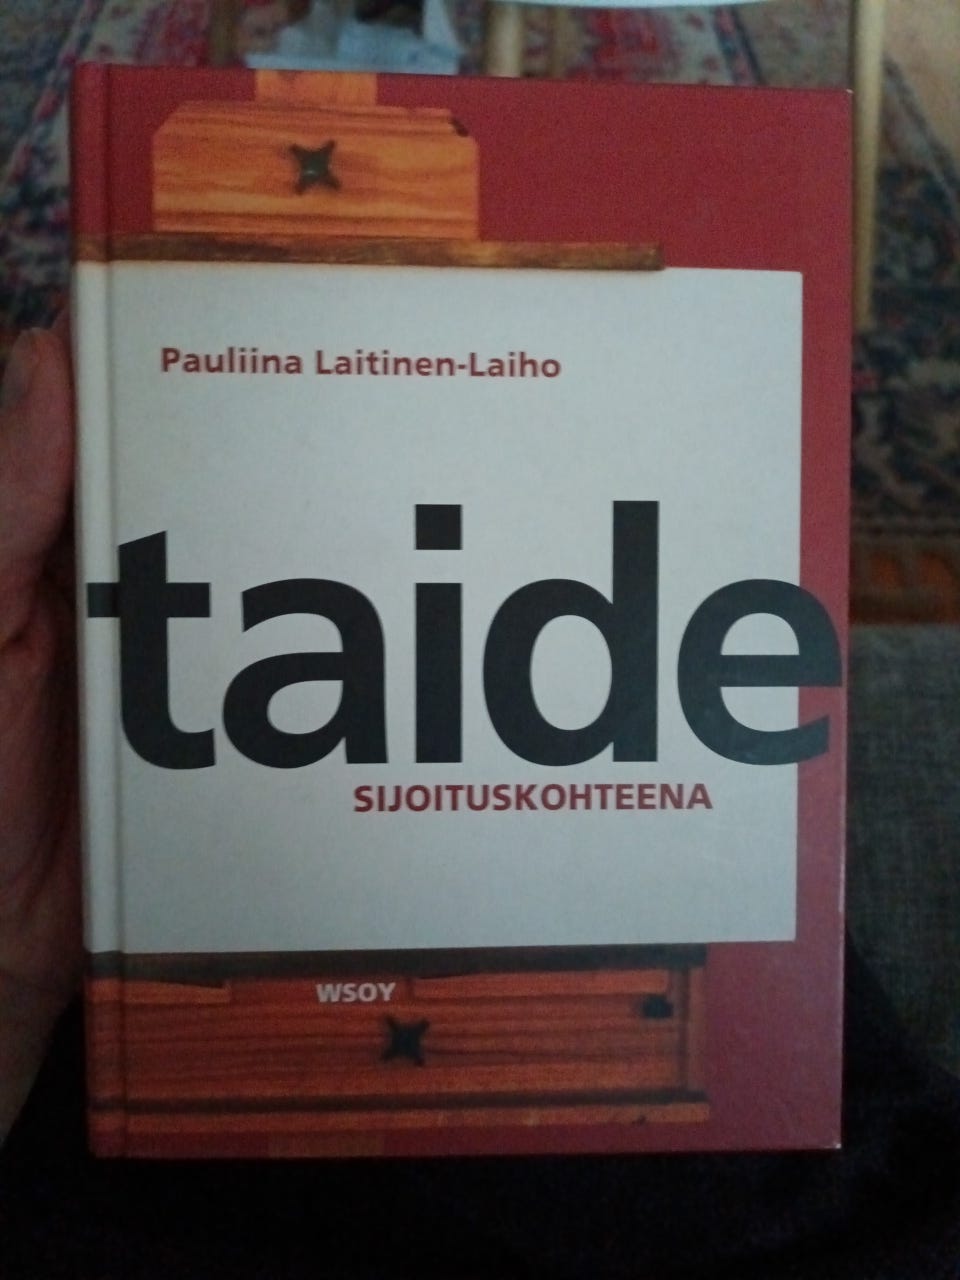 Pauliina Laitinen-Laiho
taide
SIJOITUSKOHTEENA
WSOY